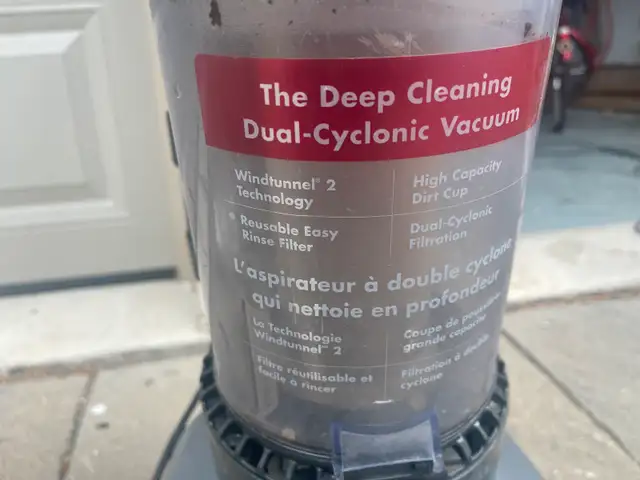 The Deep Cleaning
Dual-Cyclonic Vacuum
Windtunnel® 2
Technology
High Capacity
Dirt Cup
Reusable Easy
Rinse Filter
Dual-Cyclonic
Filtration
L'aspirateur à double cyclone
qui nettoie en profondeur
La Technologie
Windtunnel® 2
Coupe de poussière
grande capacity
Filtre réutilisable et
facile à rincer
Filtration à double
cyclone